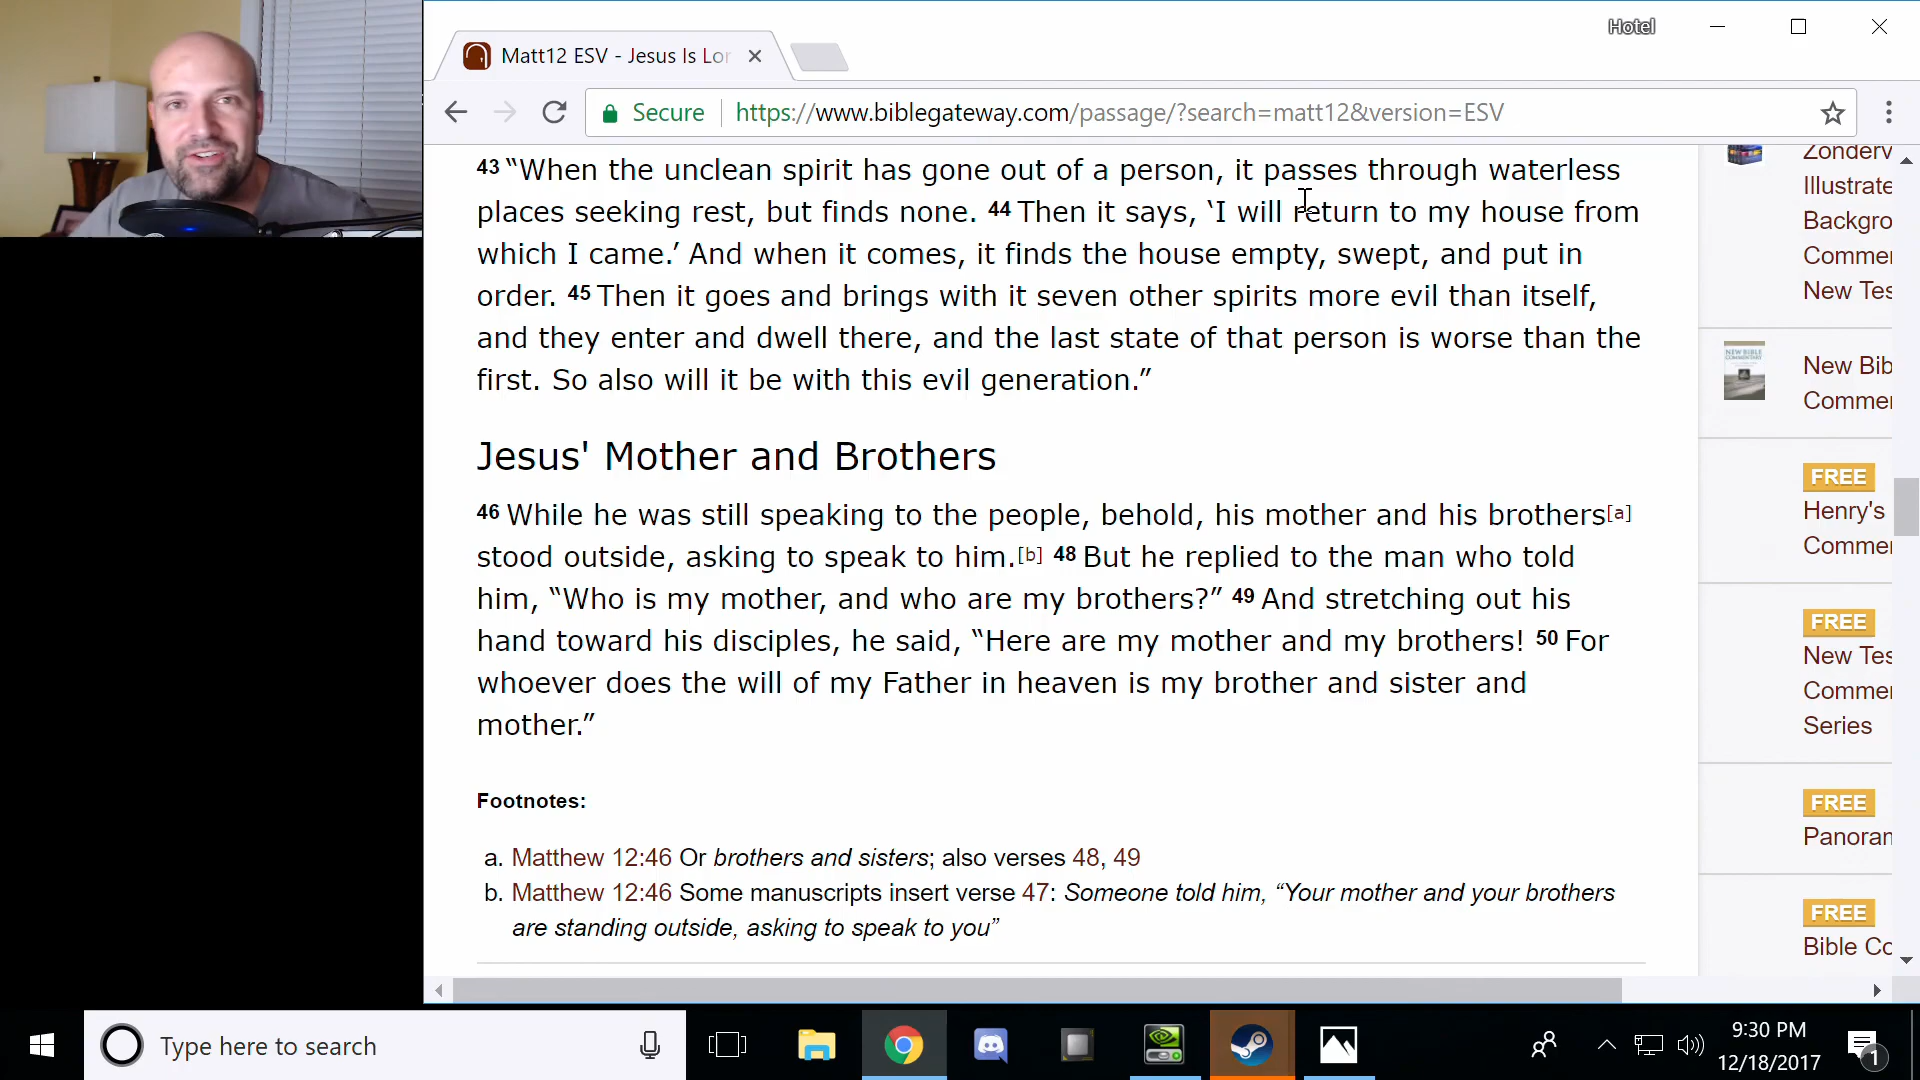 Hotel
Matt12 ESV - Jesus Is Lor
Secure
https://www.biblegateway.com/passage/?search=matt12&version=ESV
43 “When the unclean spirit has gone out of a person, it passes through waterless
places seeking rest, but finds none. 44 Then it says, ‘I will return to my house from
which I came.’ And when it comes, it finds the house empty, swept, and put in
order. 45 Then it goes and brings with it seven other spirits more evil than itself,
and they enter and dwell there, and the last state of that person is worse than the
first. So also will it be with this evil generation.”
Jesus' Mother and Brothers
46 While he was still speaking to the people, behold, his mother and his brothers[a]
stood outside, asking to speak to him.[b] 48 But he replied to the man who told
him, “Who is my mother, and who are my brothers?” 49 And stretching out his
hand toward his disciples, he said, “Here are my mother and my brothers! 50 For
whoever does the will of my Father in heaven is my brother and sister and
mother.”
Footnotes:
a. Matthew 12:46 Or brothers and sisters; also verses 48, 49
b. Matthew 12:46 Some manuscripts insert verse 47: Someone told him, “Your mother and your brothers
are standing outside, asking to speak to you”
Zonderv
Illustrate
Backgro
Commer
New Tes
NEW BIBLE
COMMENTARY
New Bib
Commer
FREE
Henry's
Commer
FREE
New Tes
Commer
Series
FREE
Panoran
FREE
Bible Co
Type here to search
9:30 PM
12/18/2017
1